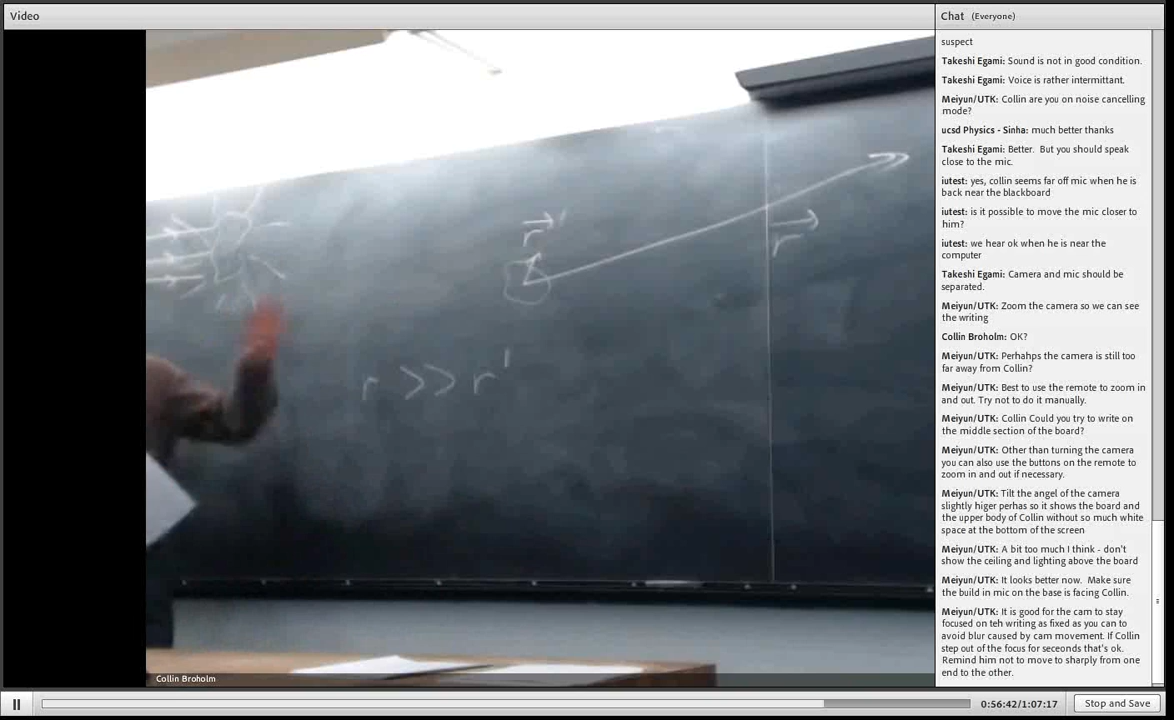 Video
r'
r
r >> r'
Collin Broholm
Chat (Everyone)
suspect
Takeshi Egami: Sound is not in good condition.
Takeshi Egami: Voice is rather intermittant.
Meiyun/UTK: Collin are you on noise cancelling
mode?
ucsd Physics - Sinha: much better thanks
Takeshi Egami: Better. But you should speak
close to the mic.
iutest: yes, collin seems far off mic when he is
back near the blackboard
iutest: is it possible to move the mic closer to
him?
iutest: we hear ok when he is near the
computer
Takeshi Egami: Camera and mic should be
separated.
Meiyun/UTK: Zoom the camera so we can see
the writing
Collin Broholm: OK?
Meiyun/UTK: Perhahps the camera is still too
far away from Collin?
Meiyun/UTK: Best to use the remote to zoom in
and out. Try not to do it manually.
Meiyun/UTK: Collin Could you try to write on
the middle section of the board?
Meiyun/UTK: Other than turning the camera
you can also use the buttons on the remote to
zoom in and out if necessary.
Meiyun/UTK: Tilt the angel of the camera
slightly higer perhas so it shows the board and
the upper body of Collin without so much white
space at the bottom of the screen
Meiyun/UTK: A bit too much I think - don't
show the ceiling and lighting above the board
Meiyun/UTK: It looks better now. Make sure
the build in mic on the base is facing Collin.
Meiyun/UTK: It is good for the cam to stay
focused on teh writing as fixed as you can to
avoid blur caused by cam movement. If Collin
step out of the focus for seceonds that's ok.
Remind him not to move to sharply from one
end to the other.
0:56:42/1:07:17
Stop and Save